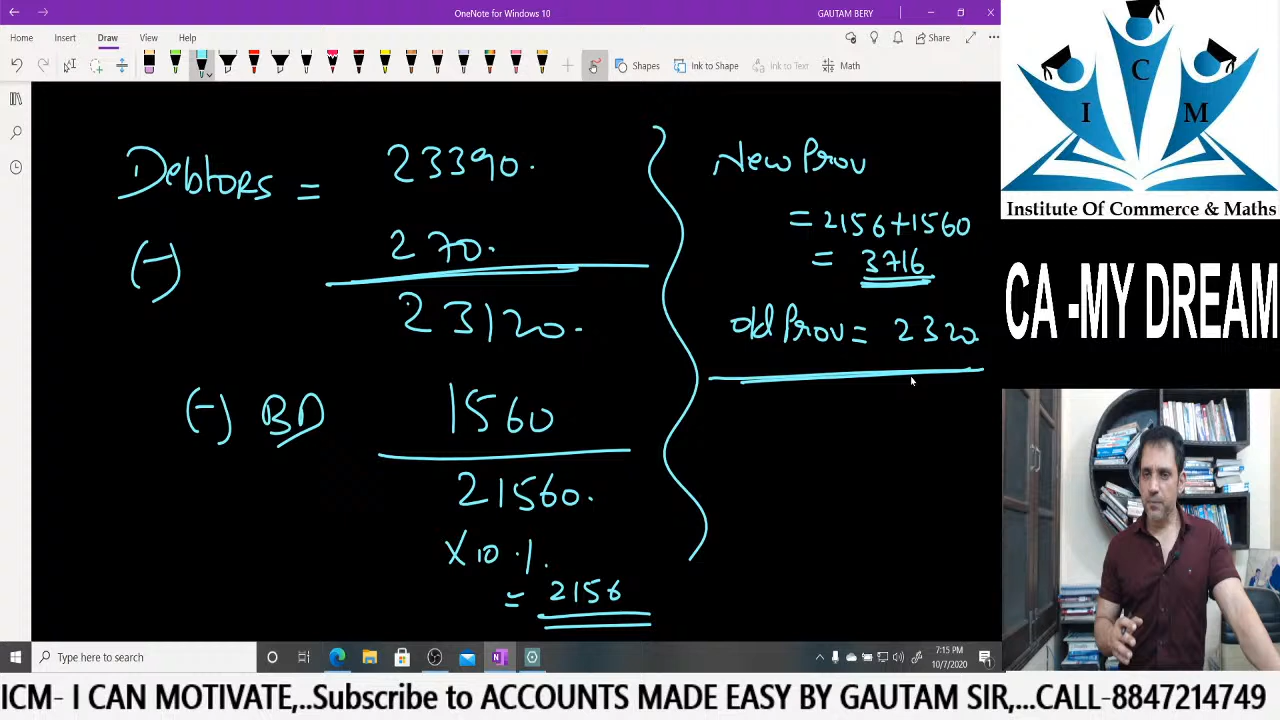 OneNote for Windows 10
GAUTAM BERY
Home Insert Draw View Help
Share
Shapes
Ink to Shape
Ink to Text
Math
Debtors = 23390.
(-) 270.
23120.
(-) BD 1560
21560.
X 10 ·/.
= 2156
New Prov
= 2156+1560
= 3716
Old Prov = 2320
I C M
Institute Of Commerce & Maths
CA -MY DREAM
Type here to search
7:15 PM
10/7/2020
1
ICM- I CAN MOTIVATE,..Subscribe to ACCOUNTS MADE EASY BY GAUTAM SIR,...CALL-8847214749